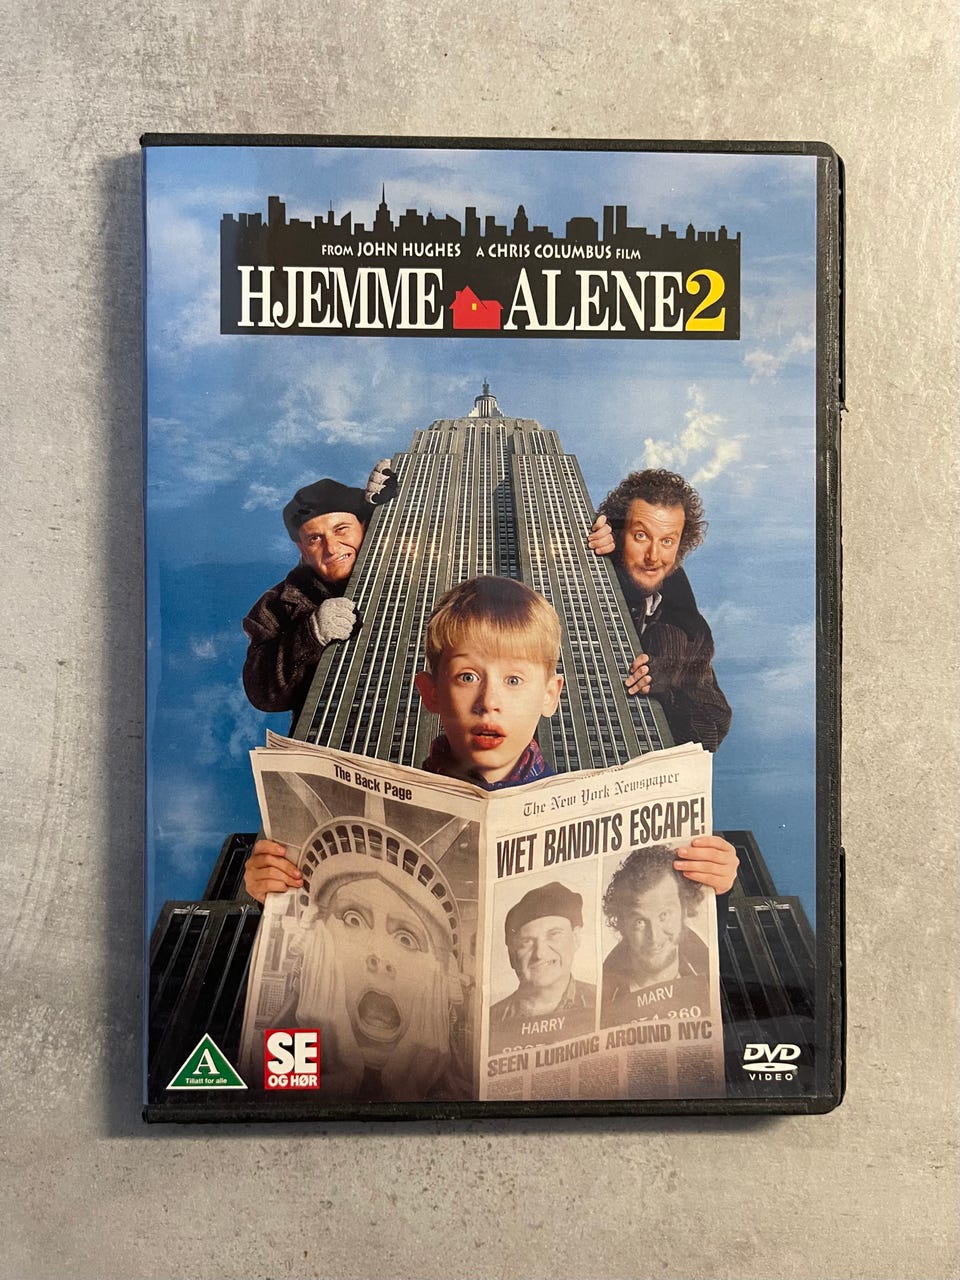 FROM JOHN HUGHES A CHRIS COLUMBUS FILM
HJEMME ALENE 2
The Back Page
The New York Newspaper
WET BANDITS ESCAPE!
HARRY
MARV
SEEN LURKING AROUND NYC
A
Tillatt for alle
SE
OG HØR
DVD
VIDEO